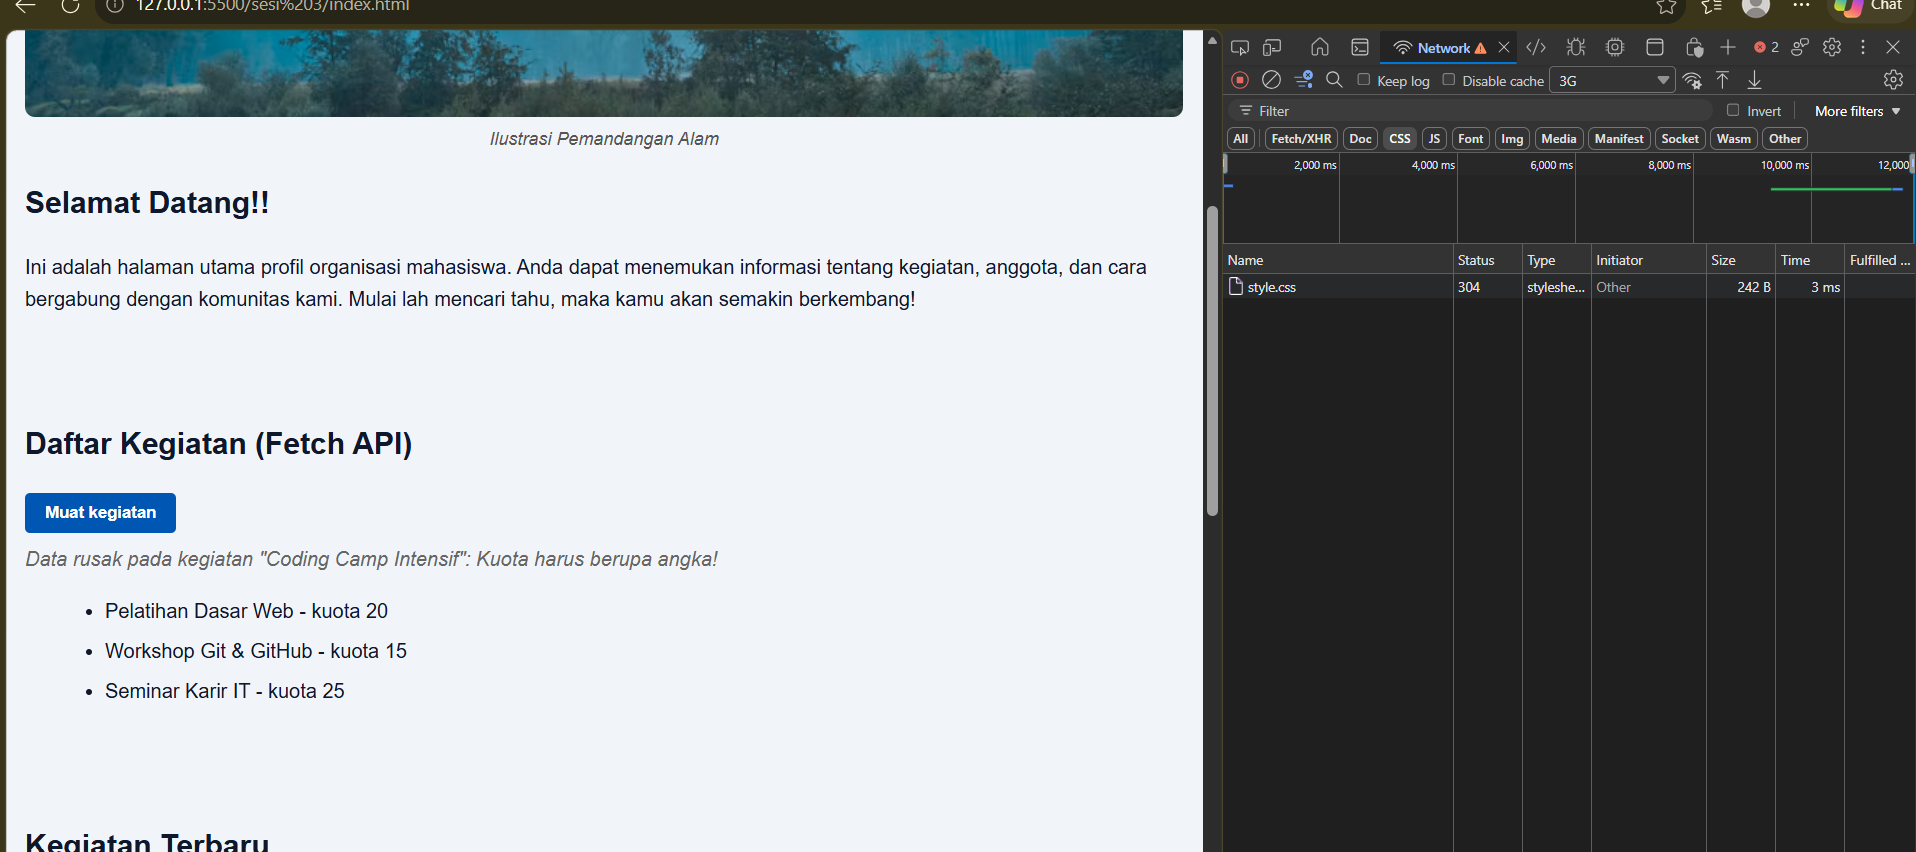 127.0.0.1:5500/sesi%203/index.html
Chat
Ilustrasi Pemandangan Alam
Selamat Datang!!
Ini adalah halaman utama profil organisasi mahasiswa. Anda dapat menemukan informasi tentang kegiatan, anggota, dan cara
bergabung dengan komunitas kami. Mulai lah mencari tahu, maka kamu akan semakin berkembang!
Daftar Kegiatan (Fetch API)
Muat kegiatan
Data rusak pada kegiatan "Coding Camp Intensif": Kuota harus berupa angka!
• Pelatihan Dasar Web - kuota 20
• Workshop Git & GitHub - kuota 15
• Seminar Karir IT - kuota 25
Kegiatan Terbaru
Network
2
Keep log
Disable cache
3G
Filter
Invert
More filters
All Fetch/XHR Doc CSS JS Font Img Media Manifest Socket Wasm Other
2,000 ms 4,000 ms 6,000 ms 8,000 ms 10,000 ms 12,000
Name Status Type Initiator Size Time Fulfilled ...
style.css 304 styleshe... Other 242 B 3 ms